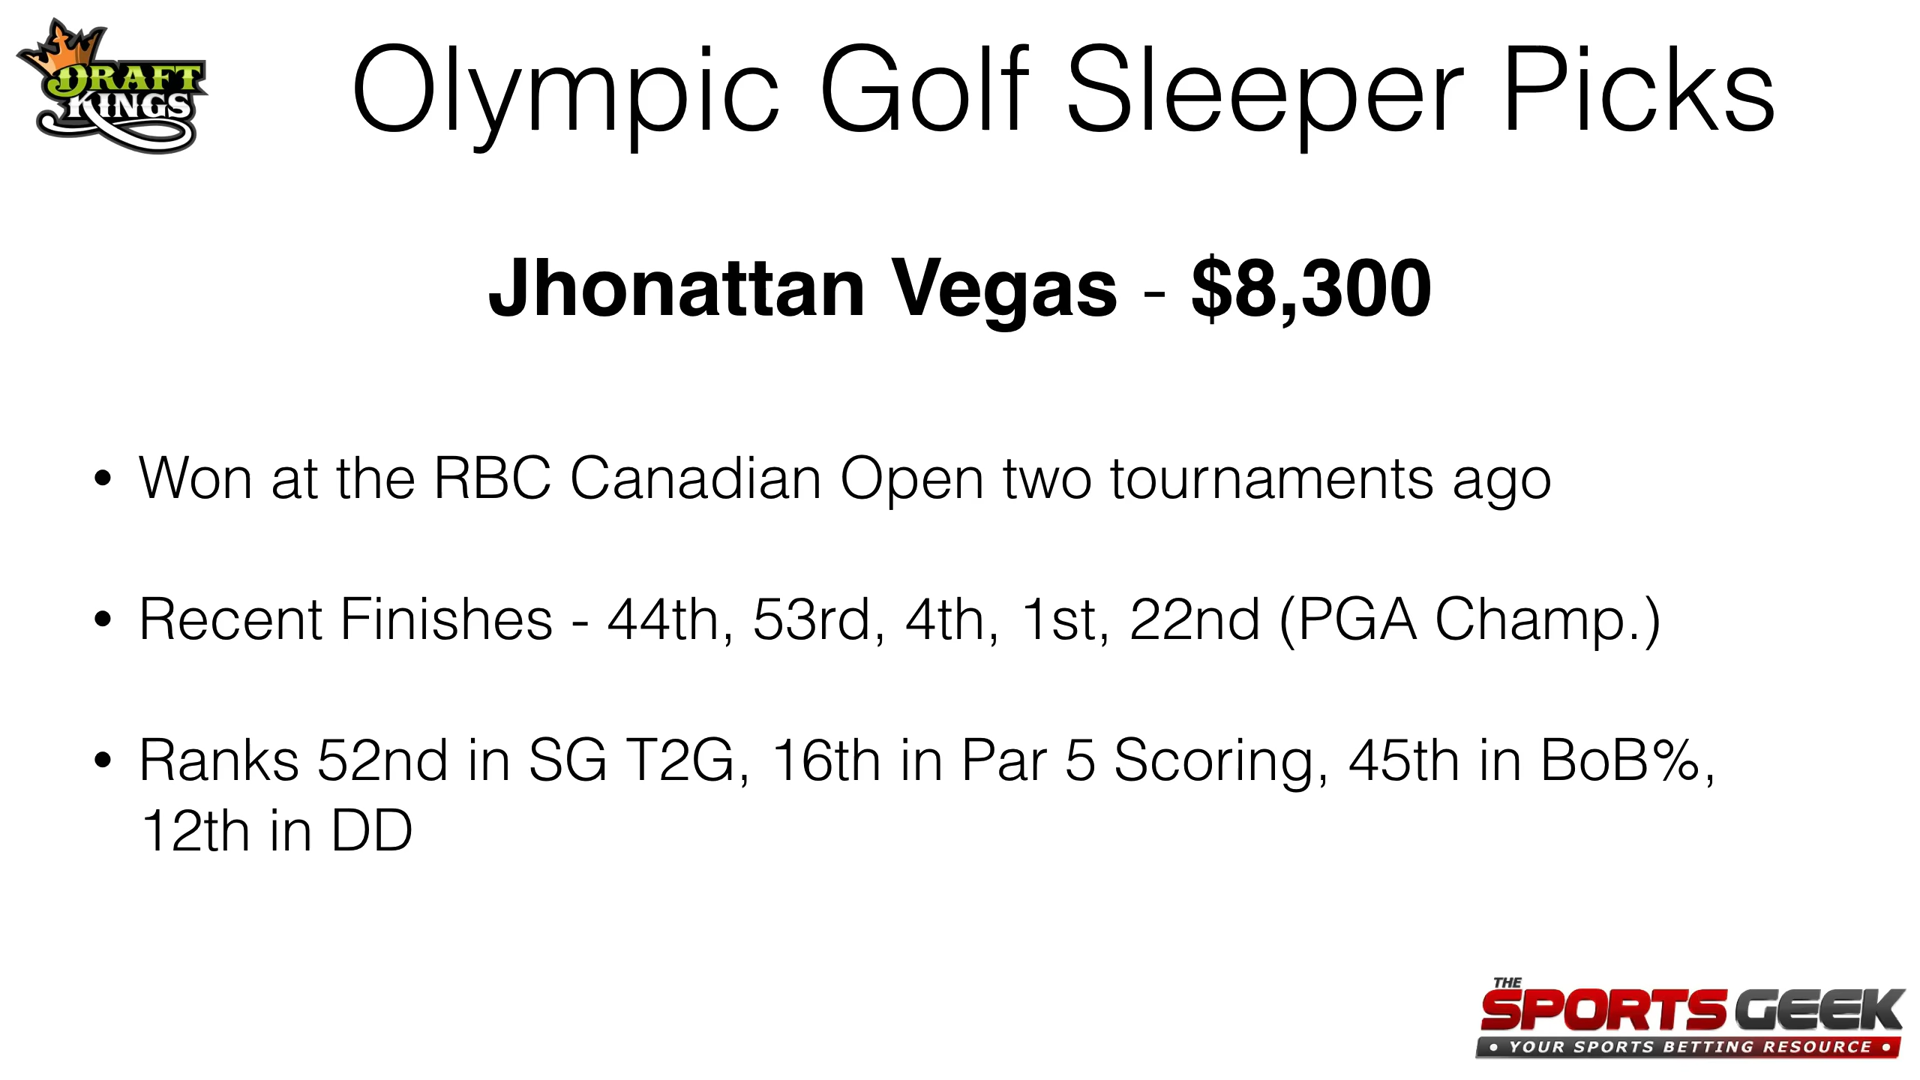 DRAFT
KINGS
Olympic Golf Sleeper Picks
Jhonattan Vegas - $8,300
• Won at the RBC Canadian Open two tournaments ago
• Recent Finishes - 44th, 53rd, 4th, 1st, 22nd (PGA Champ.)
• Ranks 52nd in SG T2G, 16th in Par 5 Scoring, 45th in BoB%,
12th in DD
THE
SPORTS GEEK
• YOUR SPORTS BETTING RESOURCE •